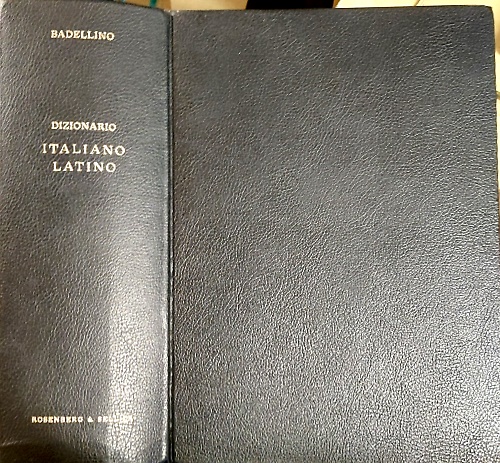 BADELLINO
DIZIONARIO
ITALIANO
LATINO
ROSENBERG &